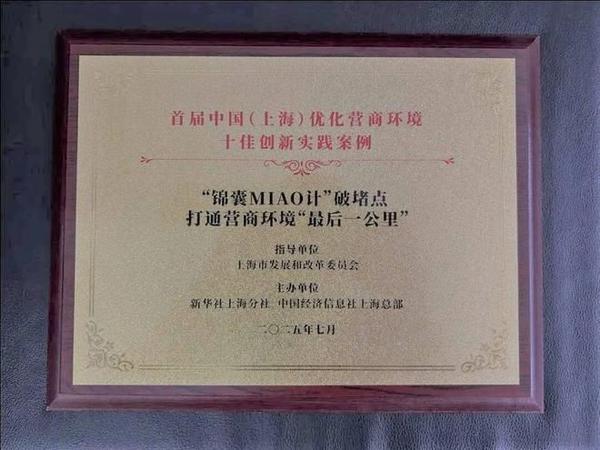 首届中国(上海)优化营商环境
十佳创新实践案例
“锦囊MIAO计”破堵点
打通营商环境“最后一公里”
指导单位
上海市发展和改革委员会
主办单位
新华社上海分社 中国经济信息社上海总部
二〇二五年七月